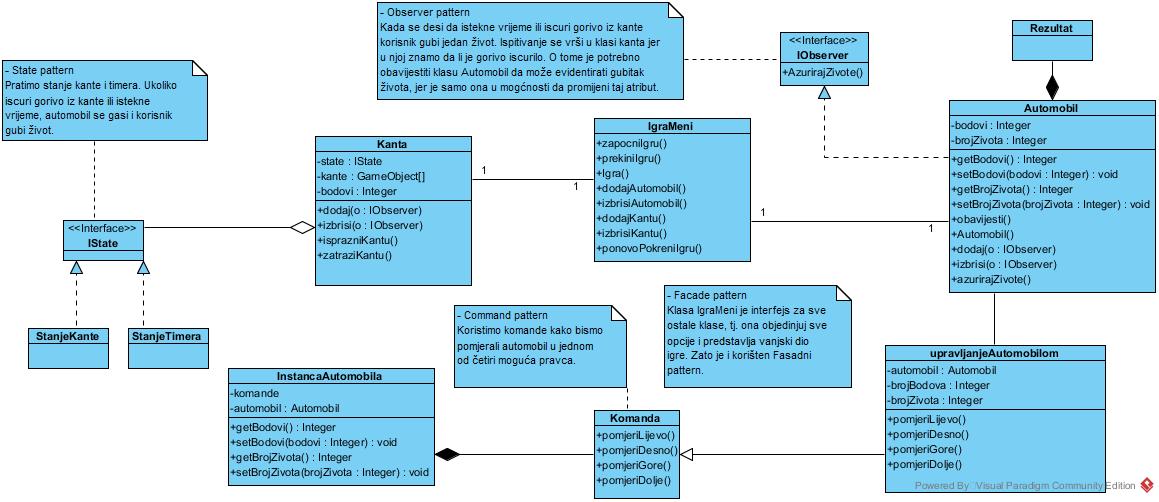 - Observer pattern
Kada se desi da istekne vrijeme ili iscuri gorivo iz kante
korisnik gubi jedan život. Ispitivanje se vrši u klasi kanta jer
u njoj znamo da li je gorivo iscurilo. O tome je potrebno
obavijestiti klasu Automobil da može evidentirati gubitak
života, jer je samo ona u mogćnosti da promijeni taj atribut.
<<Interface>>
IObserver
+AzurirajZivote()
Rezultat
- State pattern
Pratimo stanje kante i timera. Ukoliko
iscuri gorivo iz kante ili istekne
vrijeme, automobil se gasi i korisnik
gubi život.
Kanta
-state : IState
-kante : GameObject[]
-bodovi : Integer
+dodaj(o : IObserver)
+izbrisi(o : IObserver)
+isprazniKantu()
+zatraziKantu()
1
1
IgraMeni
+zapocniIgru()
+prekiniIgru()
+Igra()
+dodajAutomobil()
+izbrisiAutomobil()
+dodajKantu()
+izbrisiKantu()
+ponovoPokreniIgru()
1
1
Automobil
-bodovi : Integer
-brojZivota : Integer
+getBodovi() : Integer
+setBodovi(bodovi : Integer) : void
+getBrojZivota() : Integer
+setBrojZivota(brojZivota : Integer) : void
+obavijesti()
+Automobil()
+dodaj(o : IObserver)
+izbrisi(o : IObserver)
+azurirajZivote()
<<Interface>>
IState
StanjeKante
StanjeTimera
- Command pattern
Koristimo komande kako bismo
pomjerali automobil u jednom
od četiri moguća pravca.
- Facade pattern
Klasa IgraMeni je interfejs za sve
ostale klase, tj. ona objedinjuj sve
opcije i predstavlja vanjski dio
igre. Zato je i korišten Fasadni
pattern.
InstancaAutomobila
-komande
-automobil : Automobil
+getBodovi() : Integer
+setBodovi(bodovi : Integer) : void
+getBrojZivota() : Integer
+setBrojZivota(brojZivota : Integer) : void
Komanda
+pomjeriLijevo()
+pomjeriDesno()
+pomjeriGore()
+pomjeriDolje()
upravljanjeAutomobilom
-automobil : Automobil
-brojBodova : Integer
-brojZivota : Integer
+pomjeriLijevo()
+pomjeriDesno()
+pomjeriGore()
+pomjeriDolje()
Powered By Visual Paradigm Community Edition